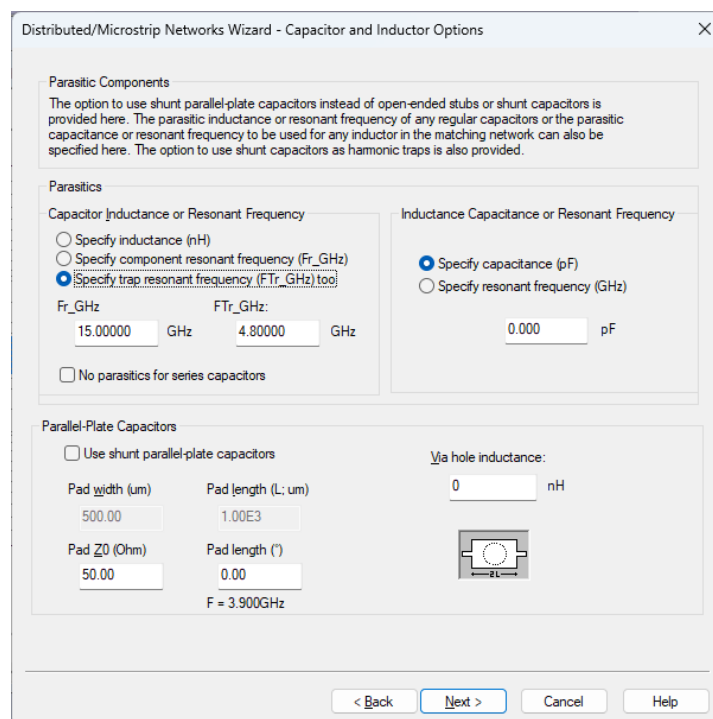 Distributed/Microstrip Networks Wizard - Capacitor and Inductor Options
Parasitic Components
The option to use shunt parallel-plate capacitors instead of open-ended stubs or shunt capacitors is
provided here. The parasitic inductance or resonant frequency of any regular capacitors or the parasitic
capacitance or resonant frequency to be used for any inductor in the matching network can also be
specified here. The option to use shunt capacitors as harmonic traps is also provided.
Parasitics
Capacitor Inductance or Resonant Frequency
Specify inductance (nH)
Specify component resonant frequency (Fr_GHz)
Specify trap resonant frequency (FTr_GHz) too
Fr_GHz FTr_GHz:
15.00000 GHz 4.80000 GHz
No parasitics for series capacitors
Inductance Capacitance or Resonant Frequency
Specify capacitance (pF)
Specify resonant frequency (GHz)
0.000 pF
Parallel-Plate Capacitors
Use shunt parallel-plate capacitors
Pad width (um) Pad length (L; um)
500.00 1.00E3
Pad Z0 (Ohm) Pad length (°)
50.00 0.00
F = 3.900GHz
Via hole inductance:
0 nH
2L
< Back Next > Cancel Help